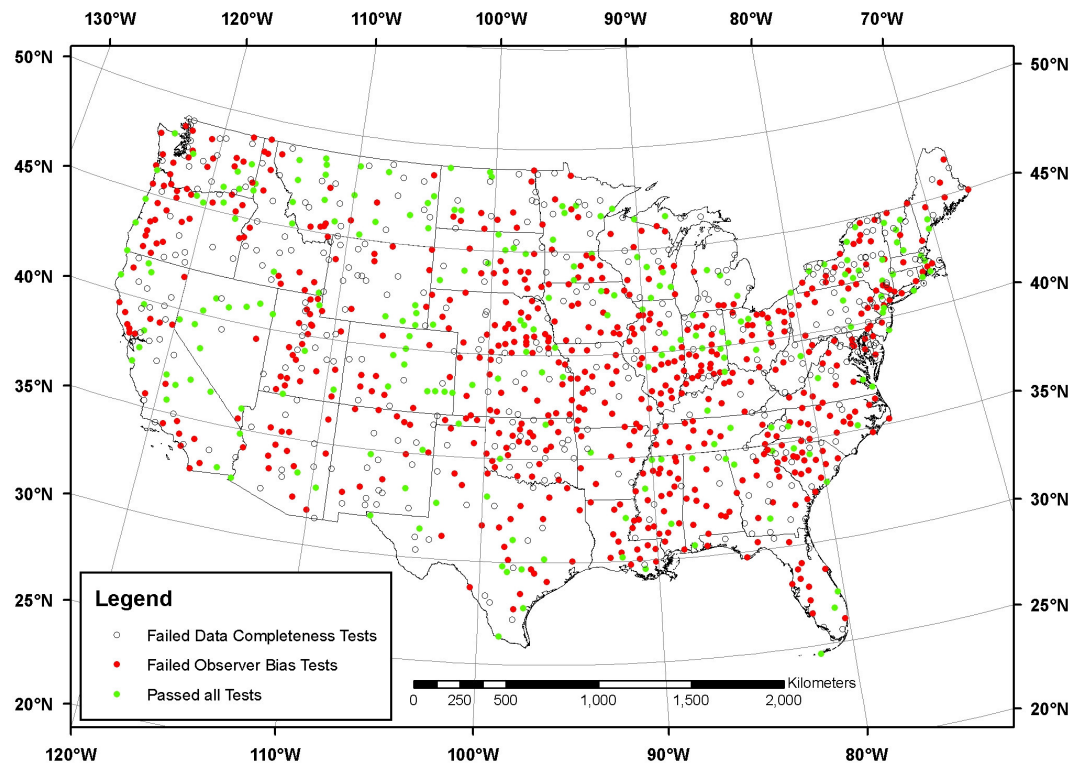 130°W 120°W 110°W 100°W 90°W 80°W 70°W
50°N 50°N
45°N 45°N
40°N 40°N
35°N 35°N
30°N 30°N
25°N 25°N
20°N 20°N
Legend
Failed Data Completeness Tests
Failed Observer Bias Tests
Passed all Tests
Kilometers
0 250 500 1,000 1,500 2,000
120°W 110°W 100°W 90°W 80°W